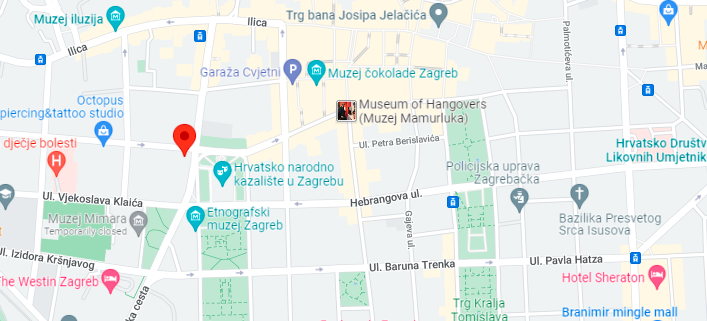 Muzej iluzija
Ilica
Ilica
Trg bana Josipa Jelačića
Palmotićeva ul.
Garaža Cvjetni
P
Muzej čokolade Zagreb
Octopus
piercing&tattoo studio
Museum of Hangovers
(Muzej Mamurluka)
Ul. Petra Berislavića
dječje bolesti
H
Hrvatsko narodno
kazalište u Zagrebu
Policijska uprava
Zagrebačka
Hrvatsko Društv
Likovnih Umjetnik
Ul. Vjekoslava Klaića
Hebrangova ul.
Muzej Mimara
Temporarily closed
Etnografski
muzej Zagreb
Gajeva ul.
Bazilika Presvetog
Srca Isusova
Ul. Izidora Kršnjavog
Ul. Baruna Trenka
Ul. Pavla Hatza
The Westin Zagreb
cesta
Hotel Sheraton
Trg Kralja
Tomislava
Branimir mingle mall